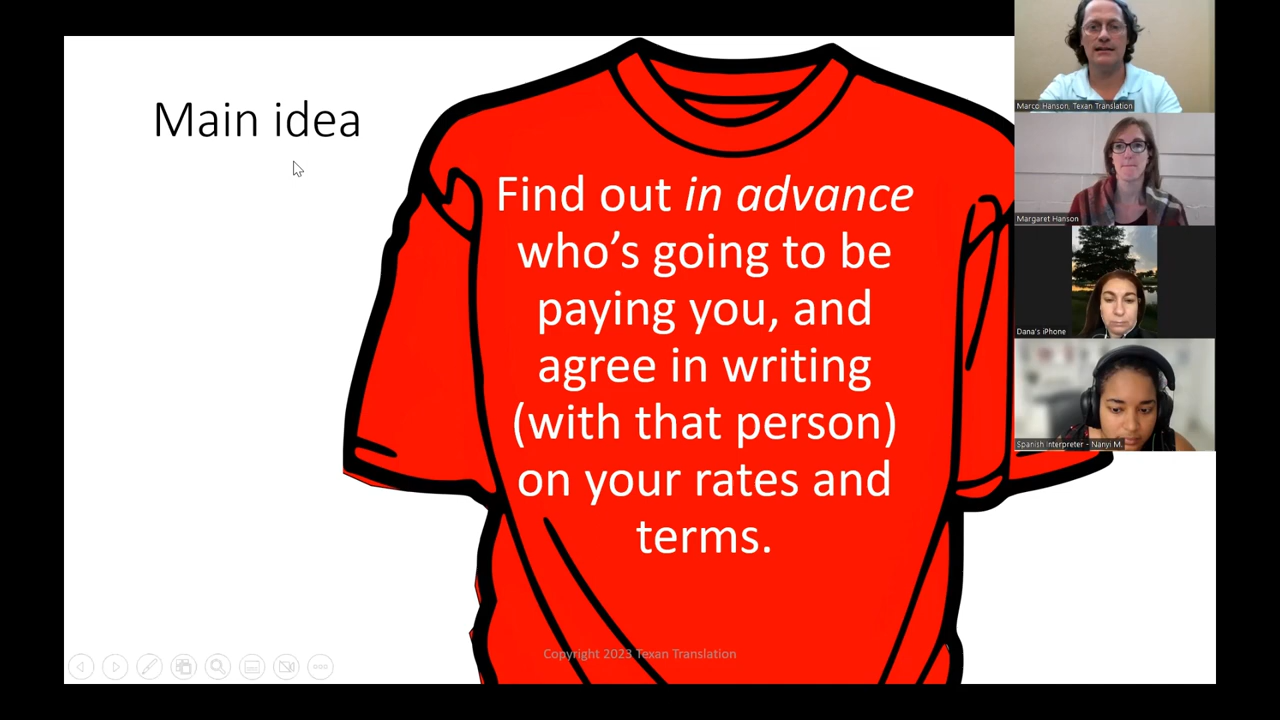 Main idea
Find out in advance
who's going to be
paying you, and
agree in writing
(with that person)
on your rates and
terms.
Copyright 2023 Texan Translation
Marco Hanson, Texan Translation
Margaret Hanson
Dana's iPhone
Spanish Interpreter - Nanyi M.